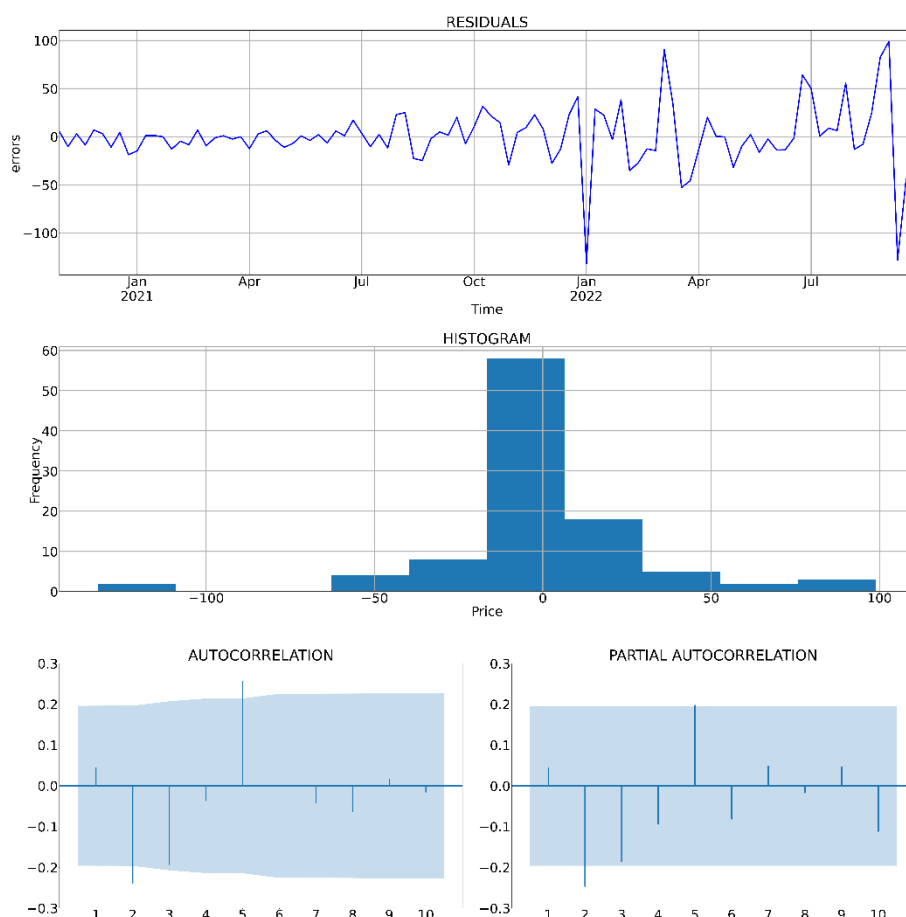 RESIDUALS
100
50
0
−50
−100
errors
Jan
2021
Apr
Jul
Oct
Jan
2022
Apr
Jul
Time
HISTOGRAM
60
50
40
30
20
10
0
Frequency
−100
−50
0
50
100
Price
AUTOCORRELATION
0.3
0.2
0.1
0.0
−0.1
−0.2
−0.3
1 2 3 4 5 6 7 8 9 10
PARTIAL AUTOCORRELATION
0.3
0.2
0.1
0.0
−0.1
−0.2
−0.3
1 2 3 4 5 6 7 8 9 10